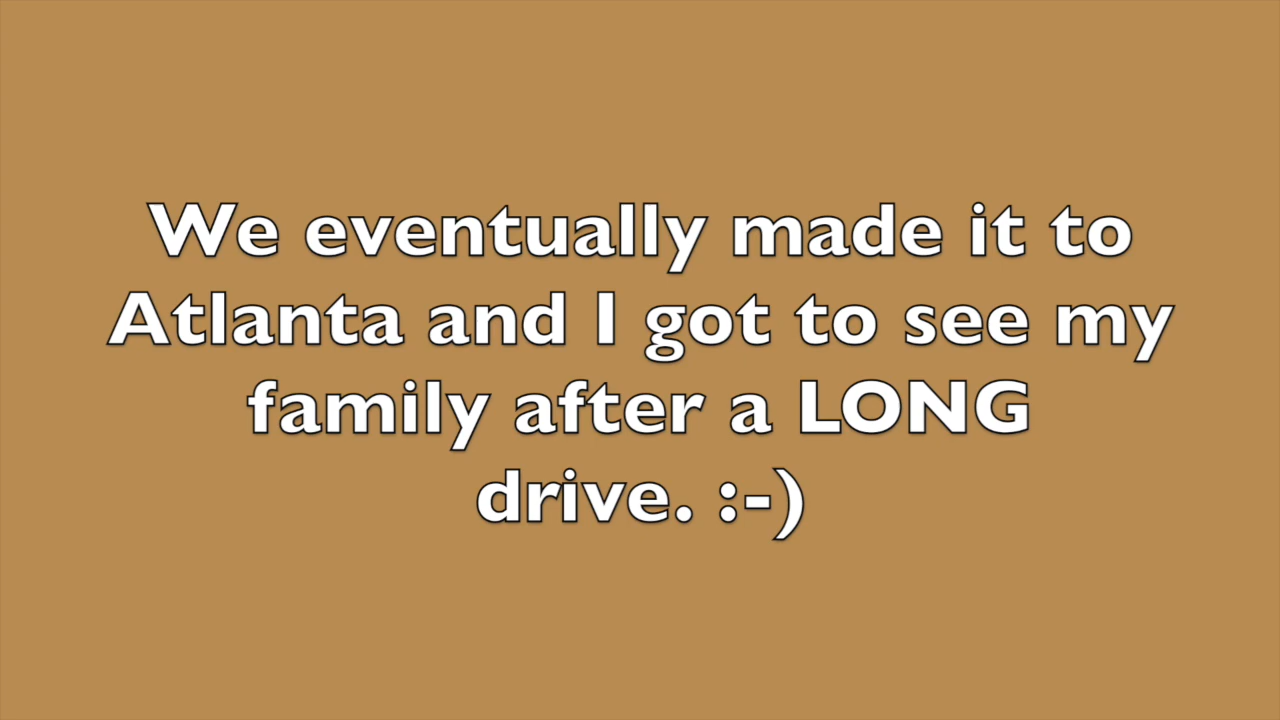 We eventually made it to
Atlanta and I got to see my
family after a LONG
drive. :-)